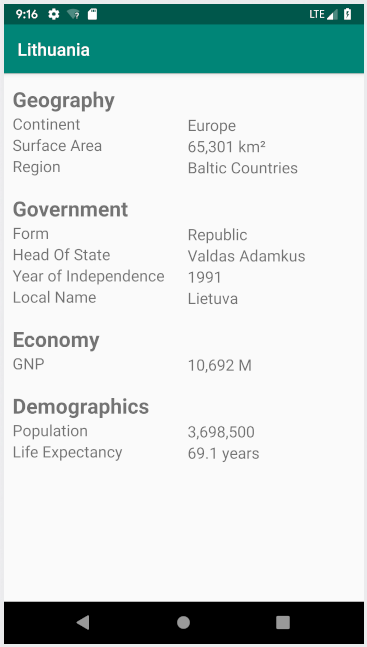 9:16 LTE
Lithuania
Geography
Continent Europe
Surface Area 65,301 km²
Region Baltic Countries
Government
Form Republic
Head Of State Valdas Adamkus
Year of Independence 1991
Local Name Lietuva
Economy
GNP 10,692 M
Demographics
Population 3,698,500
Life Expectancy 69.1 years